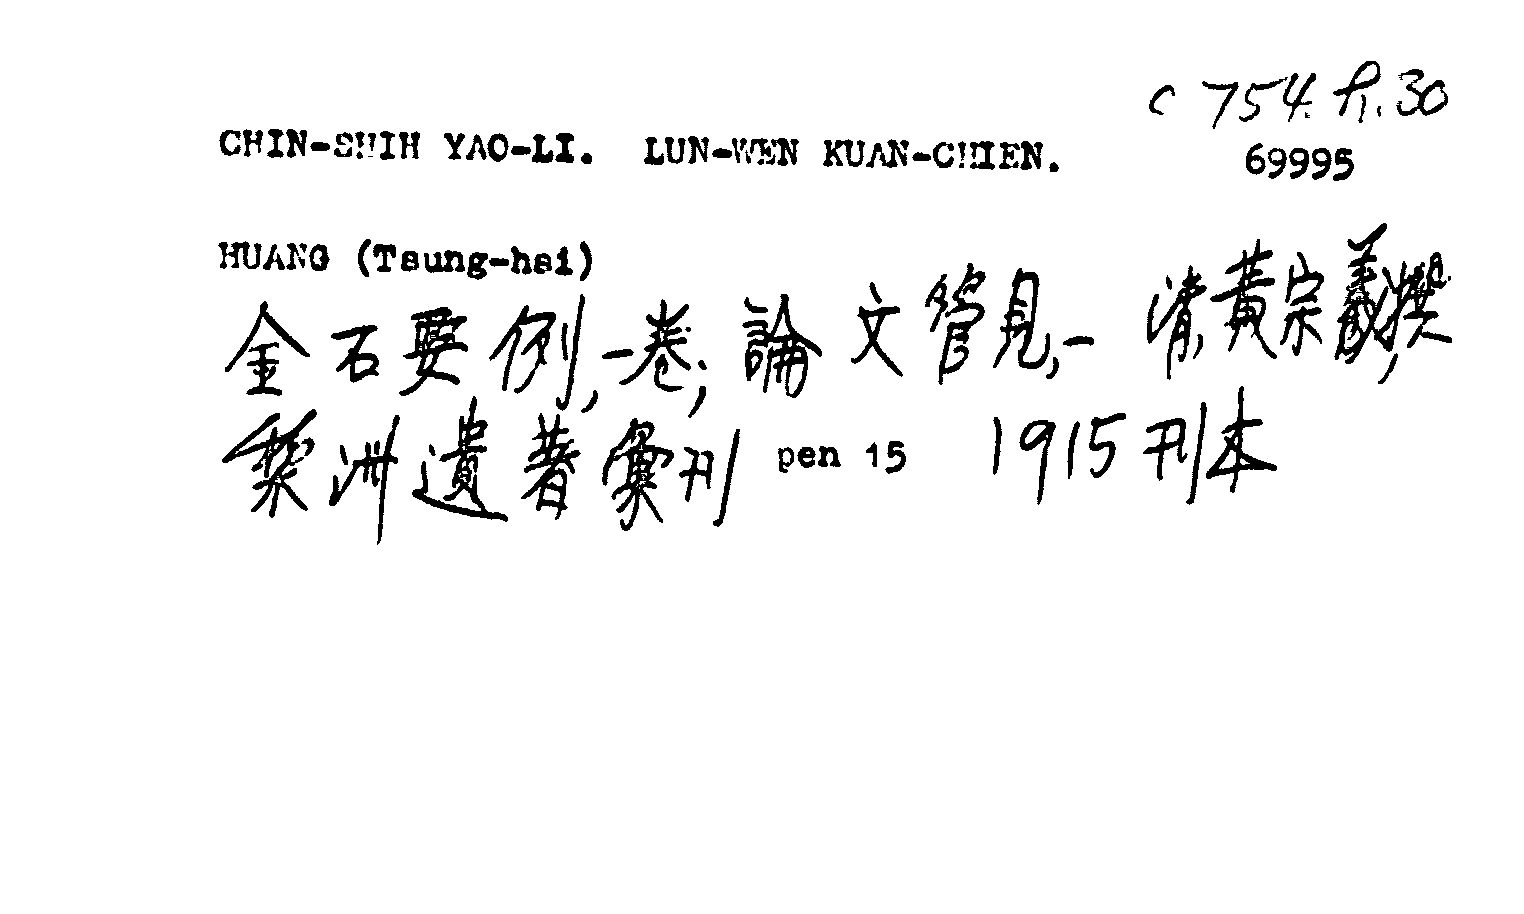 c 754. P. 30
CHIN-SHIH YAO-LI. LUN-WEN KUAN-CHIEN.
69995
HUANG (Tsung-hsi)
金石要例,一卷;論文管見,一 清,黃宗羲,撰
黎洲遺著彙刊 pen 15 1915刊本